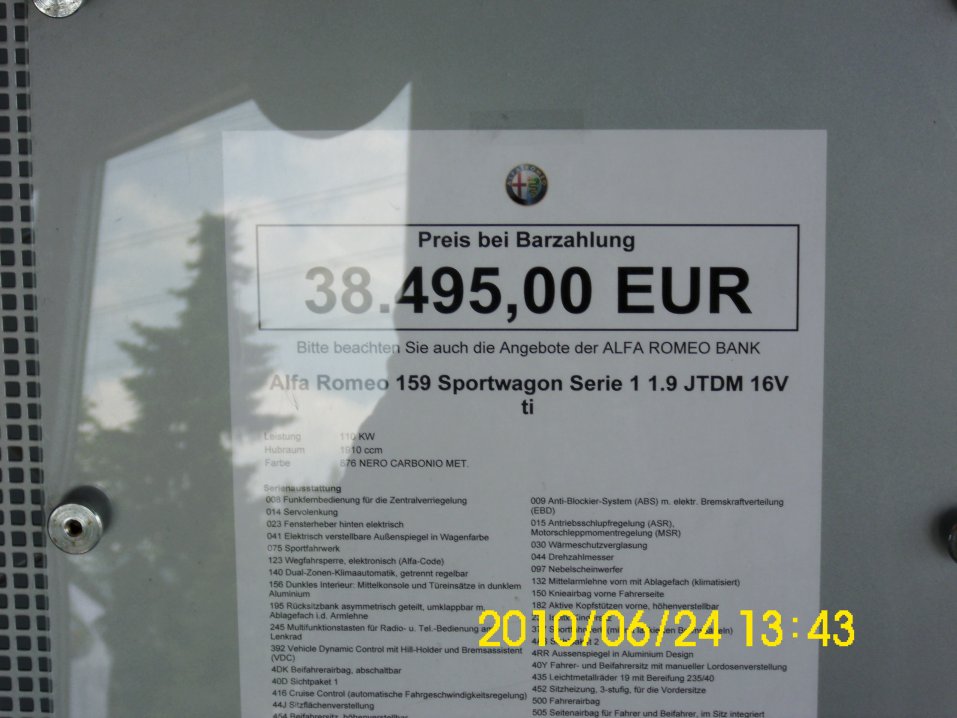 Preis bei Barzahlung
38.495,00 EUR
Bitte beachten Sie auch die Angebote der ALFA ROMEO BANK
Alfa Romeo 159 Sportwagon Serie 1 1.9 JTDM 16V
ti
Leistung 110 KW
Hubraum 1910 ccm
Farbe 876 NERO CARBONIO MET.
Serienausstattung
008 Funkfernbedienung für die Zentralverriegelung
014 Servolenkung
023 Fensterheber hinten elektrisch
041 Elektrisch verstellbare Außenspiegel in Wagenfarbe
075 Sportfahrwerk
123 Wegfahrsperre, elektronisch (Alfa-Code)
140 Dual-Zonen-Klimaautomatik, getrennt regelbar
156 Dunkles Interieur: Mittelkonsole und Türeinsätze in dunklem
Aluminium
195 Rücksitzbank asymmetrisch geteilt, umklappbar m.
Ablagefach i.d. Armlehne
245 Multifunktionstasten für Radio- u. Tel.-Bedienung am
Lenkrad
392 Vehicle Dynamic Control mit Hill-Holder und Bremsassistent
(VDC)
4DK Beifahrerairbag, abschaltbar
40D Sichtpaket 1
416 Cruise Control (automatische Fahrgeschwindigkeitsregelung)
44J Sitzflächenverstellung
454 Beifahrersitz, höhenverstellbar
009 Anti-Blockier-System (ABS) m. elektr. Bremskraftverteilung
(EBD)
015 Antriebsschlupfregelung (ASR),
Motorschleppmomentregelung (MSR)
030 Wärmeschutzverglasung
044 Drehzahlmesser
097 Nebelscheinwerfer
132 Mittelarmlehne vorn mit Ablagefach (klimatisiert)
150 Knieairbag vorne Fahrerseite
182 Aktive Kopfstützen vorne, höhenverstellbar
4RR Aussenspiegel in Aluminium Design
40Y Fahrer- und Beifahrersitz mit manueller Lordosenverstellung
435 Leichtmetallräder 19 mit Bereifung 235/40
452 Sitzheizung, 3-stufig, für die Vordersitze
500 Fahrerairbag
505 Seitenairbag für Fahrer und Beifahrer, im Sitz integriert
2010/06/24 13:43